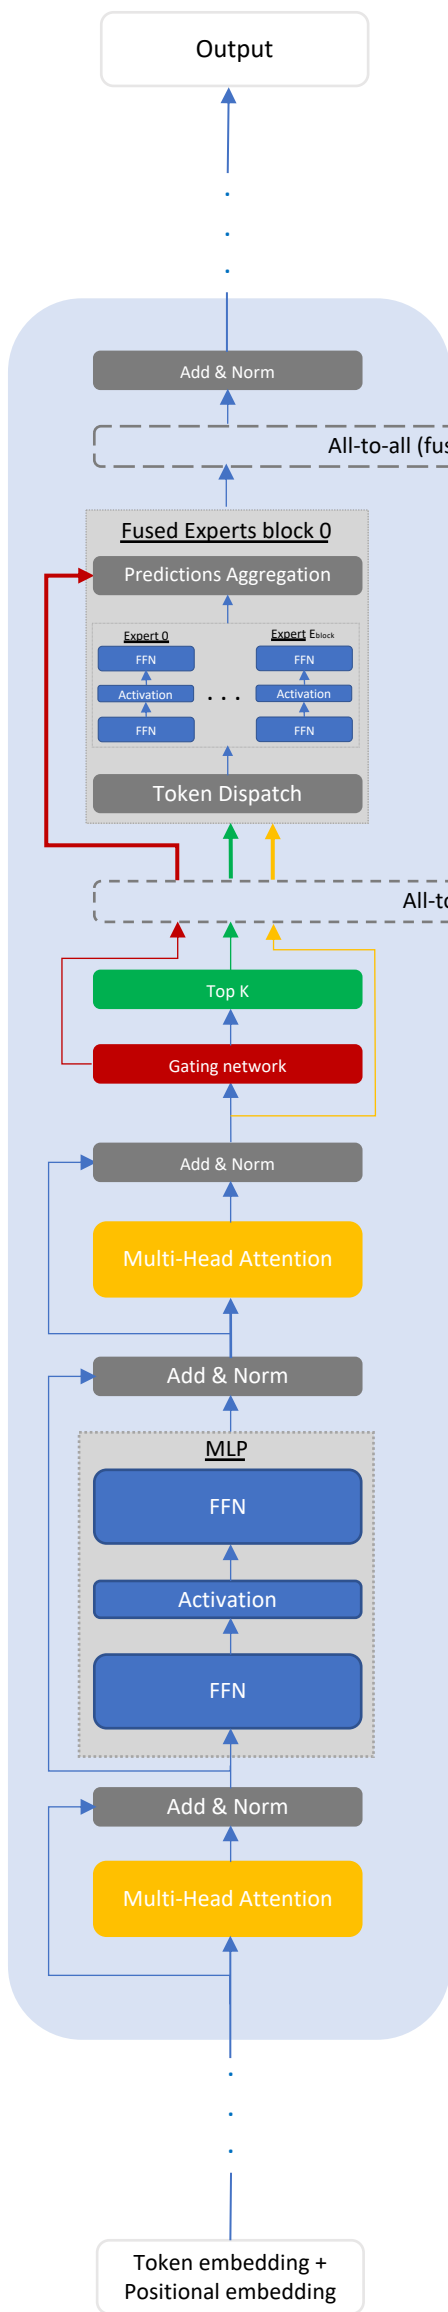 Output
Add & Norm
All-to-all (fus
Fused Experts block 0
Predictions Aggregation
Expert 0
Expert Eblock
FFN
FFN
Activation
. . .
Activation
FFN
FFN
Token Dispatch
All-to
Top K
Gating network
Add & Norm
Multi-Head Attention
Add & Norm
MLP
FFN
Activation
FFN
Add & Norm
Multi-Head Attention
Token embedding +
Positional embedding